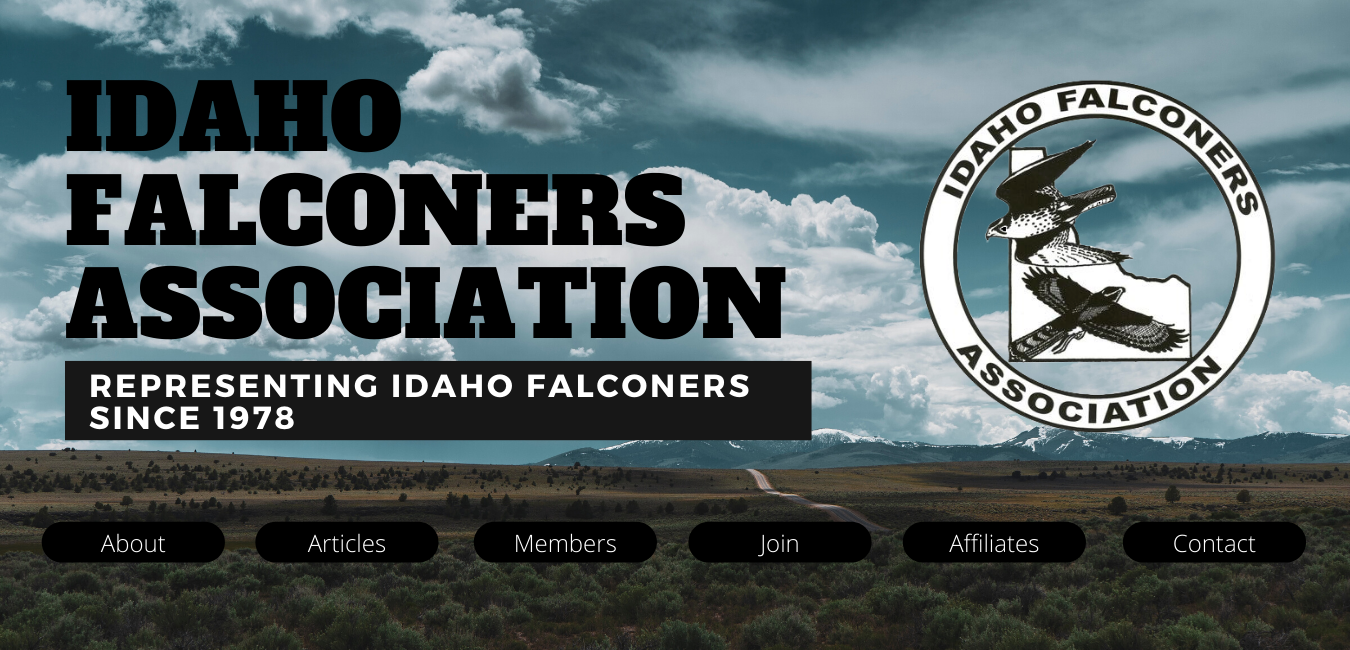 IDAHO
FALCONERS
ASSOCIATION
REPRESENTING IDAHO FALCONERS
SINCE 1978
IDAHO FALCONERS
ASSOCIATION
About
Articles
Members
Join
Affiliates
Contact